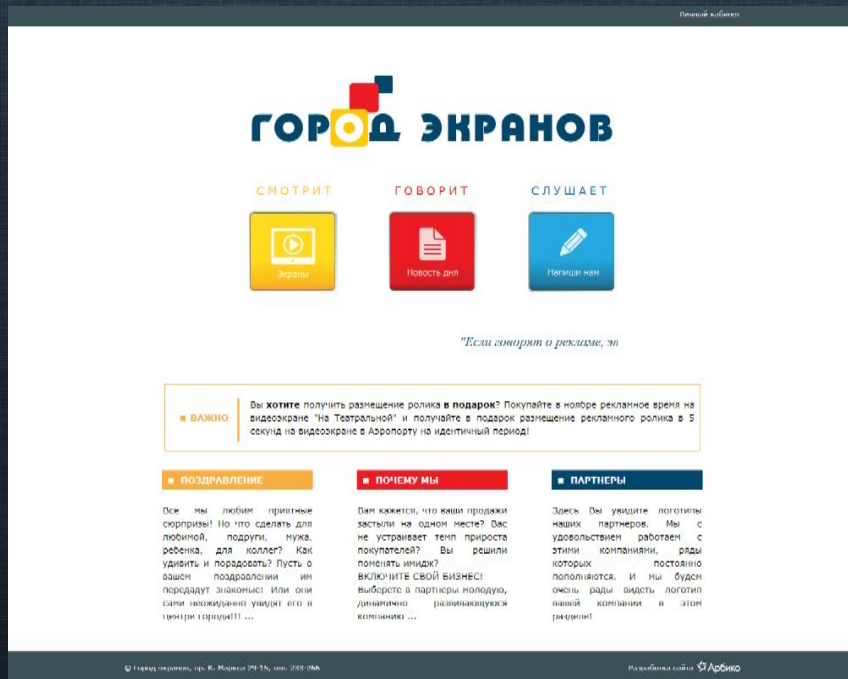 Личный кабинет
ГОРОД ЭКРАНОВ
СМОТРИТ ГОВОРИТ СЛУШАЕТ
Экраны Новость дня Напиши нам
"Если говорят о рекламе, эт
ВАЖНО
Вы хотите получить размещение ролика в подарок? Покупайте в ноябре рекламное время на
видеоэкране "На Театральной" и получайте в подарок размещение рекламного ролика в 5
секунд на видеоэкране в Аэропорту на идентичный период!
ПОЗДРАВЛЕНИЕ
Все мы любим приятные
сюрпризы! Но что сделать для
любимой, подруги, мужа,
ребенка, для коллег? Как
удивить и порадовать? Пусть о
вашем поздравлении им
передадут знакомые! Или они
сами неожиданно увидят его в
центре города!!! ...
ПОЧЕМУ МЫ
Вам кажется, что ваши продажи
застыли на одном месте? Вас
не устраивает темп прироста
покупателей? Вы решили
поменять имидж?
ВКЛЮЧИТЕ СВОЙ БИЗНЕС!
Выберете в партнеры молодую,
динамично развивающуюся
компанию ...
ПАРТНЕРЫ
Здесь Вы увидите логотипы
наших партнеров. Мы с
удовольствием работаем с
этими компаниями, ряды
которых постоянно
пополняются. И мы будем
очень рады видеть логотип
вашей компании в этом
разделе!
© Город экранов, пр. К. Маркса 29-15, тел. 233-266
Разработка сайта Арбико